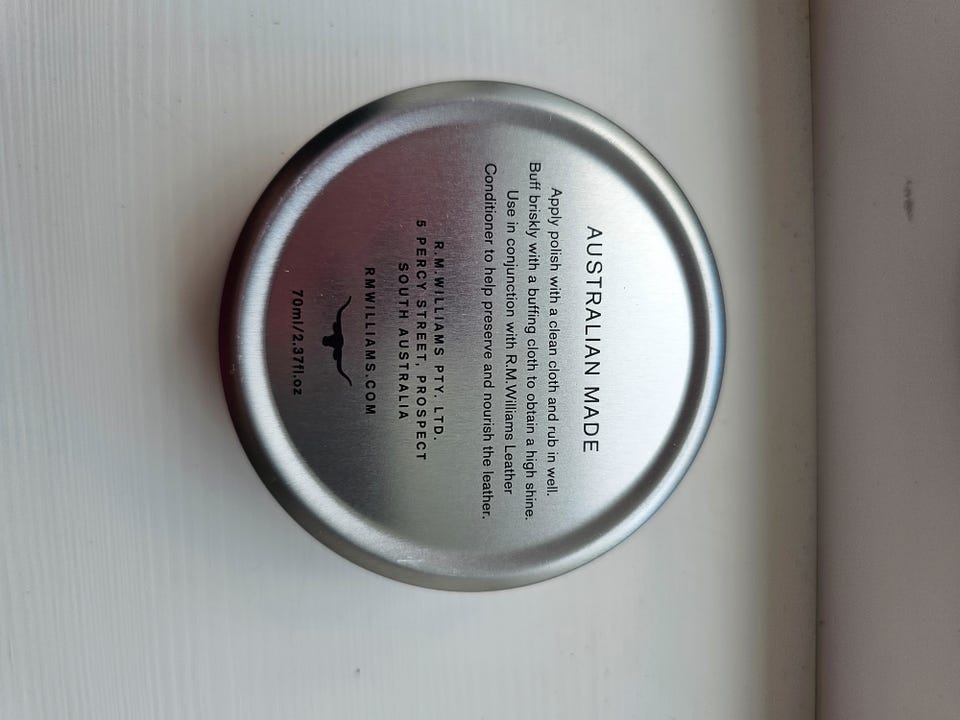 AUSTRALIAN MADE
Apply polish with a clean cloth and rub in well.
Buff briskly with a buffing cloth to obtain a high shine.
Use in conjunction with R.M.Williams Leather
Conditioner to help preserve and nourish the leather.
R.M.WILLIAMS PTY. LTD.
5 PERCY STREET, PROSPECT
SOUTH AUSTRALIA
RMWILLIAMS.COM
70ml/2.37fl.oz